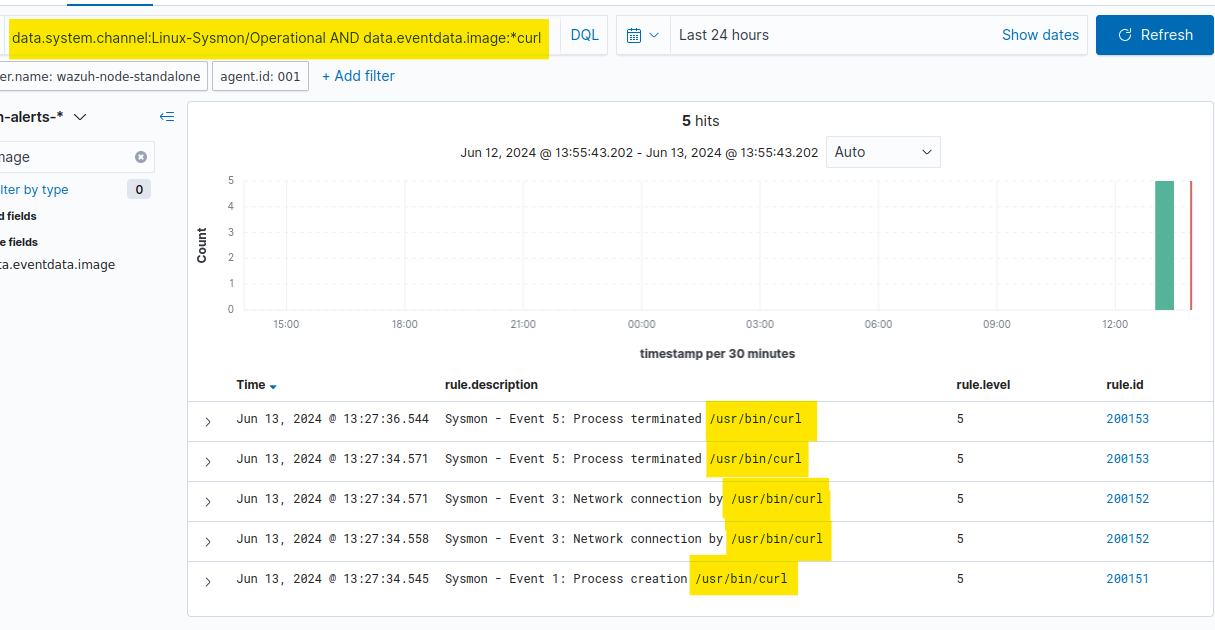 data.system.channel:Linux-Sysmon/Operational AND data.eventdata.image:*curl DQL Last 24 hours Show dates Refresh
er.name: wazuh-node-standalone agent.id: 001 + Add filter
n-alerts-*
5 hits
nage
Jun 12, 2024 @ 13:55:43.202 - Jun 13, 2024 @ 13:55:43.202 Auto
lter by type 0
d fields
e fields
ta.eventdata.image
Count
5
4
3
2
1
0
15:00 18:00 21:00 00:00 03:00 06:00 09:00 12:00
timestamp per 30 minutes
Time rule.description rule.level rule.id
Jun 13, 2024 @ 13:27:36.544 Sysmon - Event 5: Process terminated /usr/bin/curl 5 200153
Jun 13, 2024 @ 13:27:34.571 Sysmon - Event 5: Process terminated /usr/bin/curl 5 200153
Jun 13, 2024 @ 13:27:34.571 Sysmon - Event 3: Network connection by /usr/bin/curl 5 200152
Jun 13, 2024 @ 13:27:34.558 Sysmon - Event 3: Network connection by /usr/bin/curl 5 200152
Jun 13, 2024 @ 13:27:34.545 Sysmon - Event 1: Process creation /usr/bin/curl 5 200151